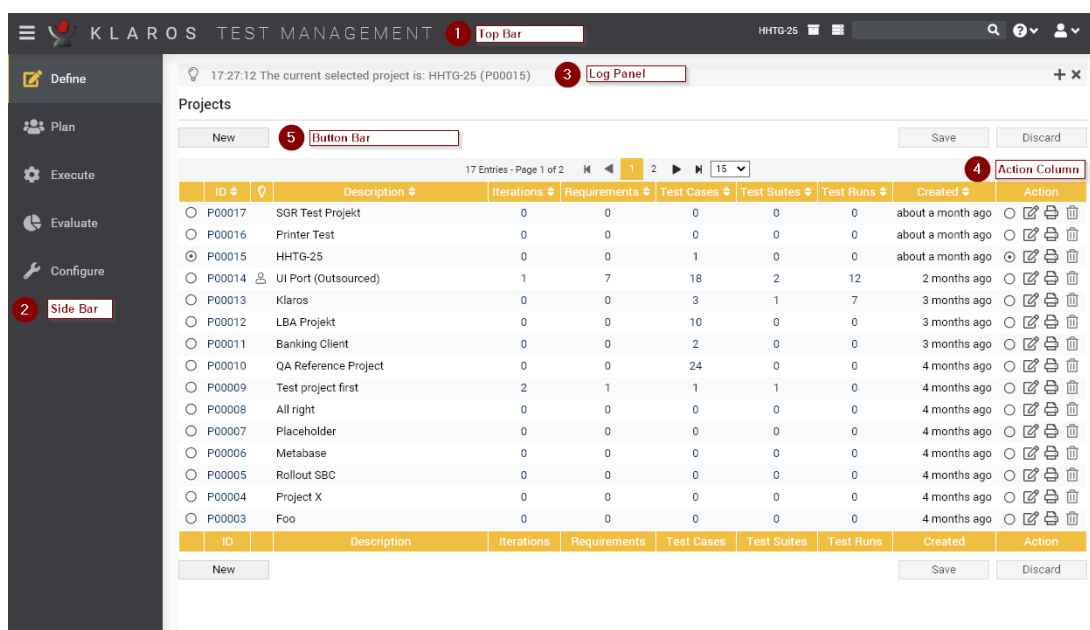 KLAROS TEST MANAGEMENT 1 Top Bar HHTG-25
Define
17:27:12 The current selected project is: HHTG-25 (P00015) 3 Log Panel
Projects
Plan
New 5 Button Bar Save Discard
17 Entries - Page 1 of 2 1 2 15 4 Action Column
Execute
ID Description Iterations Requirements Test Cases Test Suites Test Runs Created Action
P00017 SGR Test Projekt 0 0 0 0 0 about a month ago
Evaluate
P00016 Printer Test 0 0 0 0 0 about a month ago
P00015 HHTG-25 0 0 1 0 0 about a month ago
Configure
P00014 UI Port (Outsourced) 1 7 18 2 12 2 months ago
P00013 Klaros 0 0 3 1 7 3 months ago
2 Side Bar
P00012 LBA Projekt 0 0 10 0 0 3 months ago
P00011 Banking Client 0 0 2 0 0 3 months ago
P00010 QA Reference Project 0 0 24 0 0 4 months ago
P00009 Test project first 2 1 1 1 0 4 months ago
P00008 All right 0 0 0 0 0 4 months ago
P00007 Placeholder 0 0 0 0 0 4 months ago
P00006 Metabase 0 0 0 0 0 4 months ago
P00005 Rollout SBC 0 0 0 0 0 4 months ago
P00004 Project X 0 0 0 0 0 4 months ago
P00003 Foo 0 0 0 0 0 4 months ago
ID Description Iterations Requirements Test Cases Test Suites Test Runs Created Action
New Save Discard